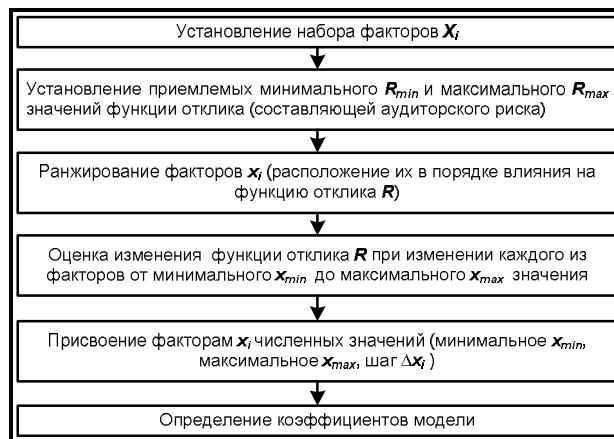 Установление набора факторов Xi
Установление приемлемых минимального Rmin и максимального Rmax
значений функции отклика (составляющей аудиторского риска)
Ранжирование факторов xi (расположение их в порядке влияния на
функцию отклика R)
Оценка изменения функции отклика R при изменении каждого из
факторов от минимального xmin до максимального xmax значения
Присвоение факторам xi численных значений (минимальное xmin,
максимальное xmax, шаг Δxi )
Определение коэффициентов модели